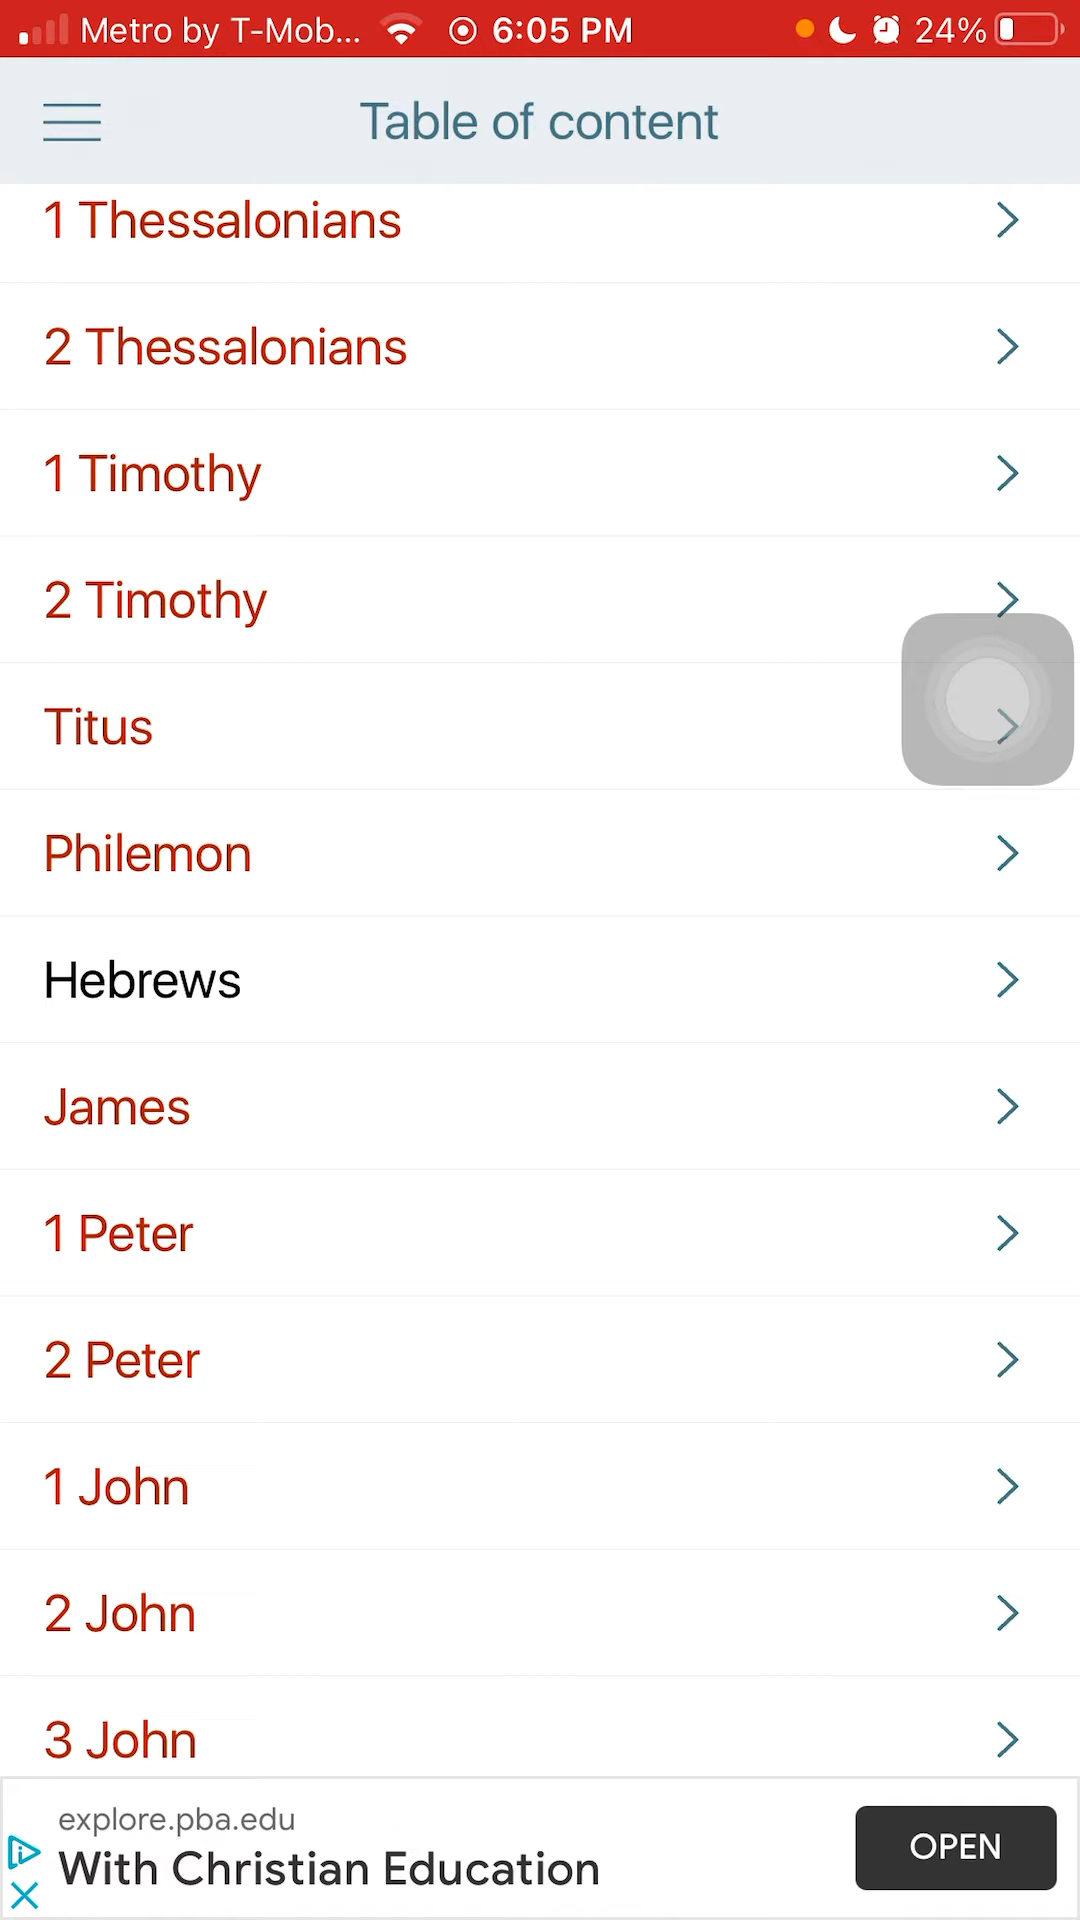 Metro by T-Mob... 6:05 PM 24%
Table of content
1 Thessalonians
2 Thessalonians
1 Timothy
2 Timothy
Titus
Philemon
Hebrews
James
1 Peter
2 Peter
1 John
2 John
3 John
explore.pba.edu
With Christian Education
OPEN